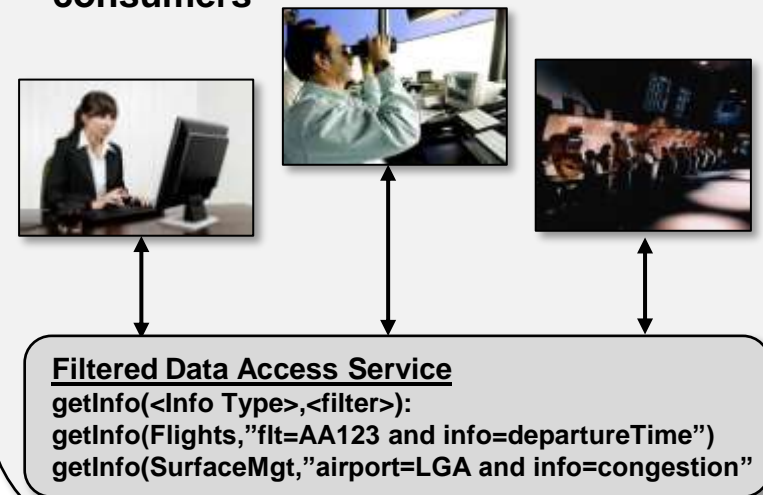 consumers
Filtered Data Access Service
getInfo(<Info Type>,<filter>):
getInfo(Flights,”flt=AA123 and info=departureTime”)
getInfo(SurfaceMgt,”airport=LGA and info=congestion”